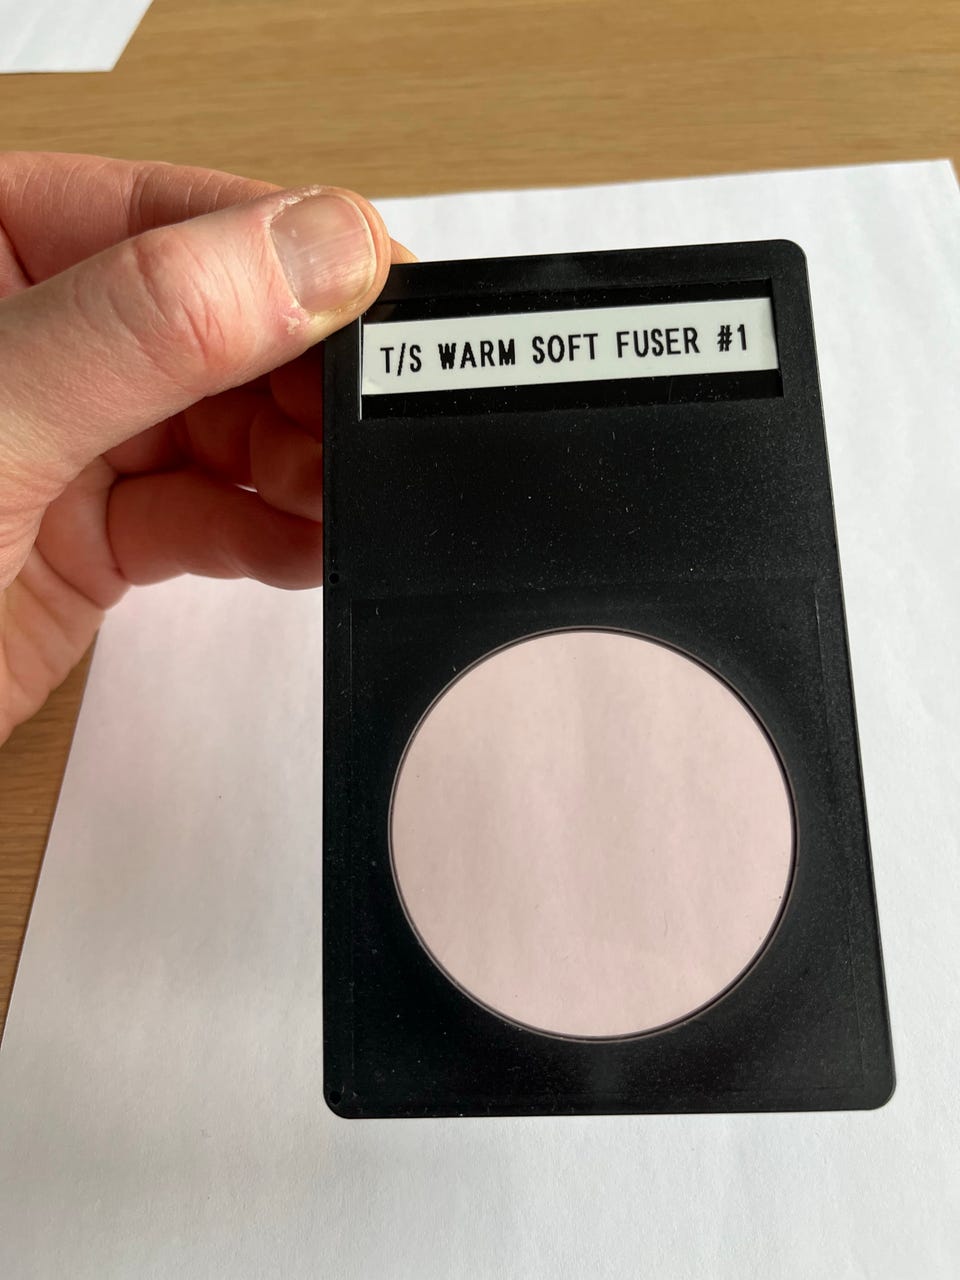 T/S WARM SOFT FUSER #1